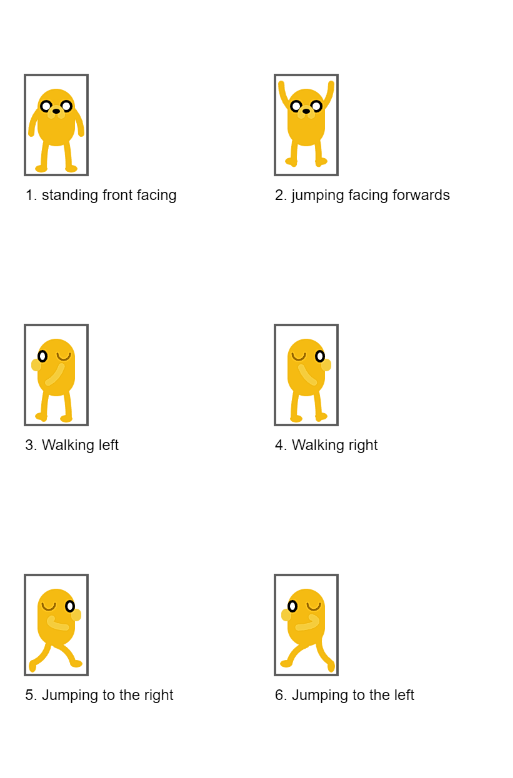 1. standing front facing
2. jumping facing forwards
3. Walking left
4. Walking right
5. Jumping to the right
6. Jumping to the left